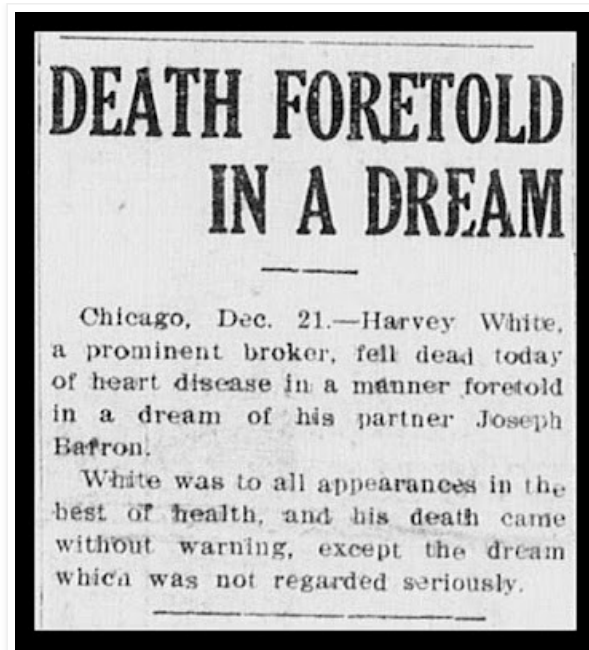 DEATH FORETOLD
IN A DREAM
Chicago, Dec. 21.—Harvey White,
a prominent broker, fell dead today
of heart disease in a manner foretold
in a dream of his partner Joseph
Barron.
White was to all appearances in the
best of health, and his death came
without warning, except the dream
which was not regarded seriously.